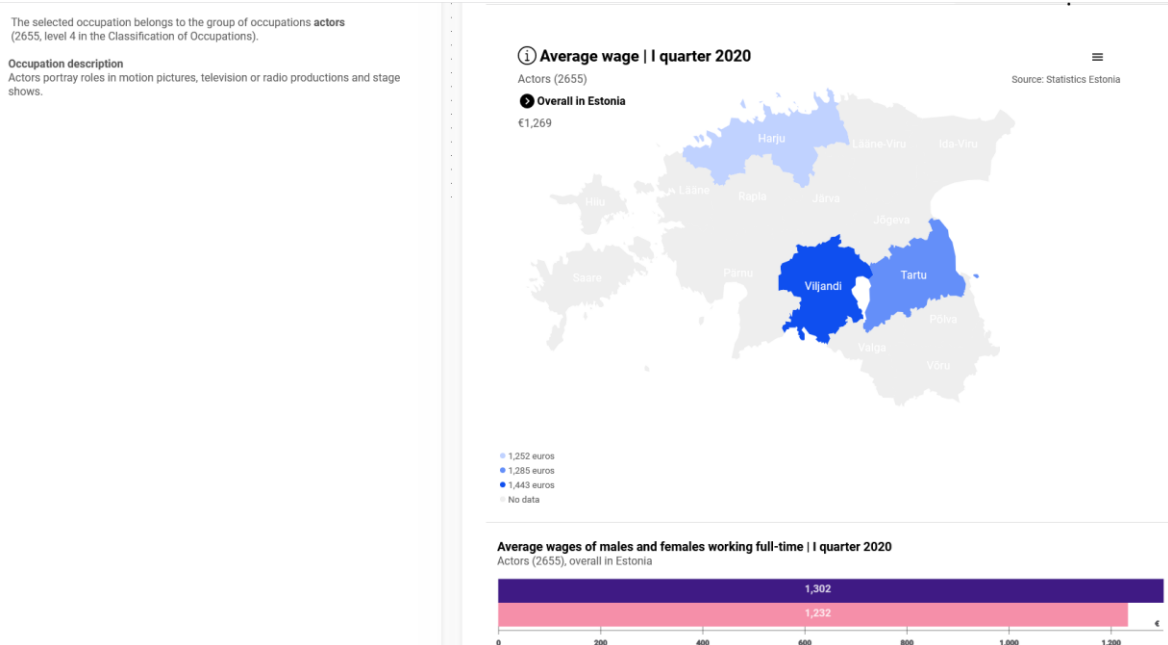 The selected occupation belongs to the group of occupations actors
(2655, level 4 in the Classification of Occupations).
Occupation description
Actors portray roles in motion pictures, television or radio productions and stage
shows.
Average wage | I quarter 2020
Actors (2655)
Source: Statistics Estonia
Overall in Estonia
€1,269
Harju
Lääne-Viru
Ida-Viru
Lääne
Rapla
Järva
Hiiu
Jõgeva
Saare
Pärnu
Viljandi
Tartu
Põlva
Valga
Võru
1,252 euros
1,285 euros
1,443 euros
No data
Average wages of males and females working full-time | I quarter 2020
Actors (2655), overall in Estonia
1,302
1,232
€
0 200 400 600 800 1,000 1,200